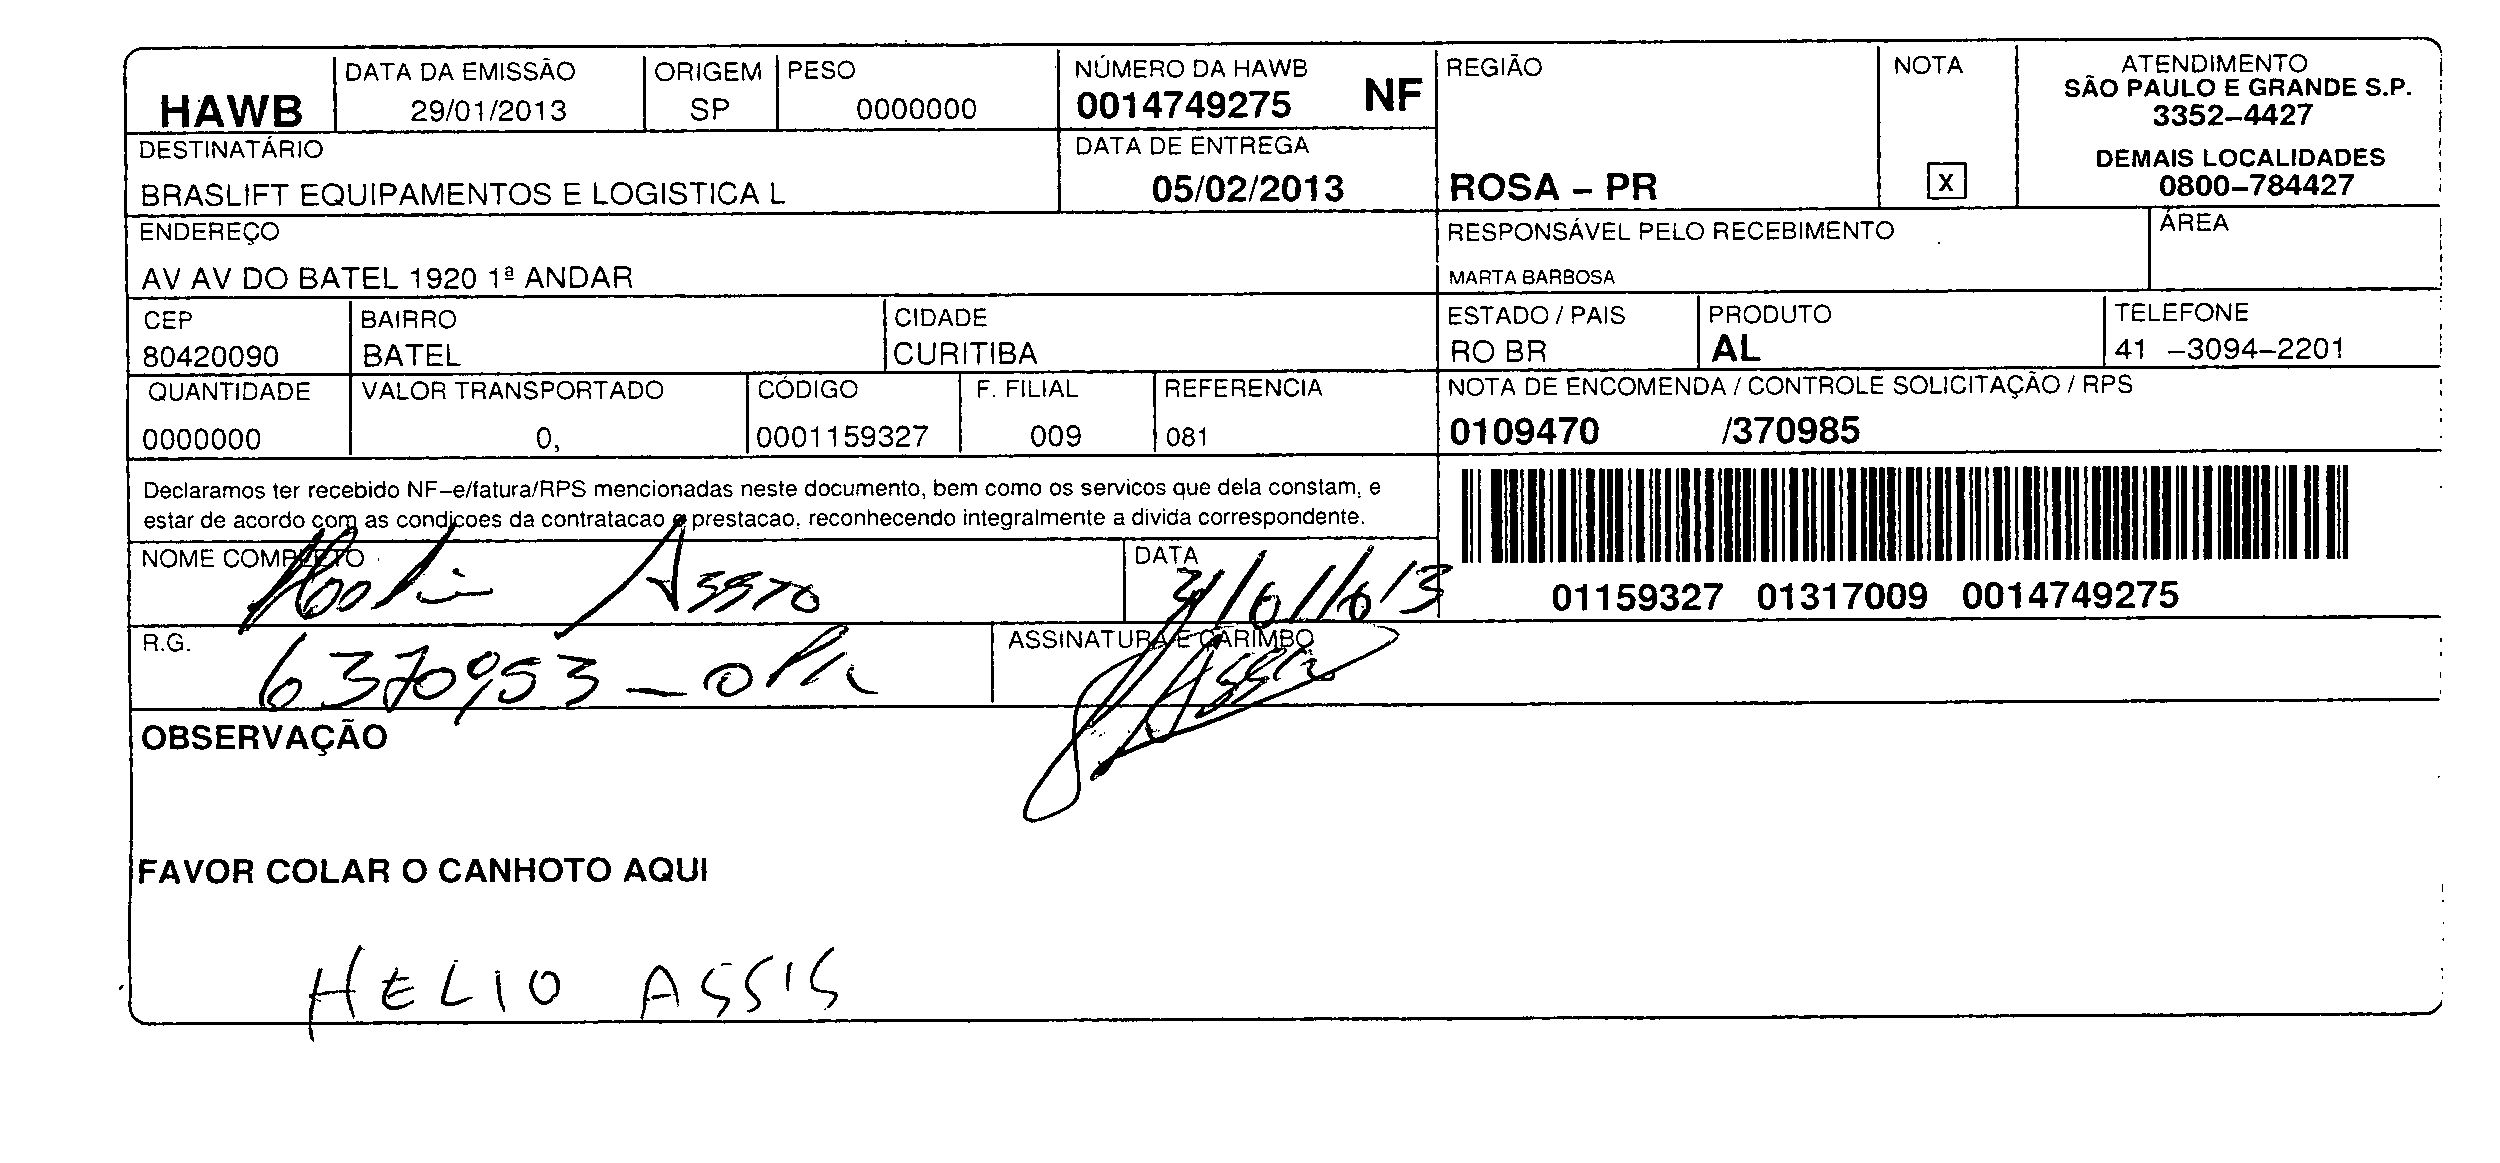 HAWB
DATA DA EMISSÃO
29/01/2013
ORIGEM
SP
PESO
0000000
NÚMERO DA HAWB
0014749275 NF
REGIÃO
ROSA – PR
NOTA
X
ATENDIMENTO
SÃO PAULO E GRANDE S.P.
3352–4427
DEMAIS LOCALIDADES
0800–784427
DESTINATÁRIO
BRASLIFT EQUIPAMENTOS E LOGISTICA L
DATA DE ENTREGA
05/02/2013
ENDEREÇO
AV AV DO BATEL 1920 1ª ANDAR
RESPONSÁVEL PELO RECEBIMENTO
MARTA BARBOSA
ÁREA
CEP
80420090
BAIRRO
BATEL
CIDADE
CURITIBA
ESTADO / PAIS
RO BR
PRODUTO
AL
TELEFONE
41 –3094–2201
QUANTIDADE
0000000
VALOR TRANSPORTADO
0,
CÓDIGO
0001159327
F. FILIAL
009
REFERENCIA
081
NOTA DE ENCOMENDA / CONTROLE SOLICITAÇÃO / RPS
0109470 /370985
Declaramos ter recebido NF–e/fatura/RPS mencionadas neste documento, bem como os servicos que dela constam, e
estar de acordo com as condicoes da contratacao e prestacao, reconhecendo integralmente a divida correspondente.
01159327 01317009 0014749275
NOME COMPLETO
DATA
31/01/013
R.G.
6370953-0 PR
ASSINATURA E CARIMBO
OBSERVAÇÃO
FAVOR COLAR O CANHOTO AQUI
HELIO ASSIS